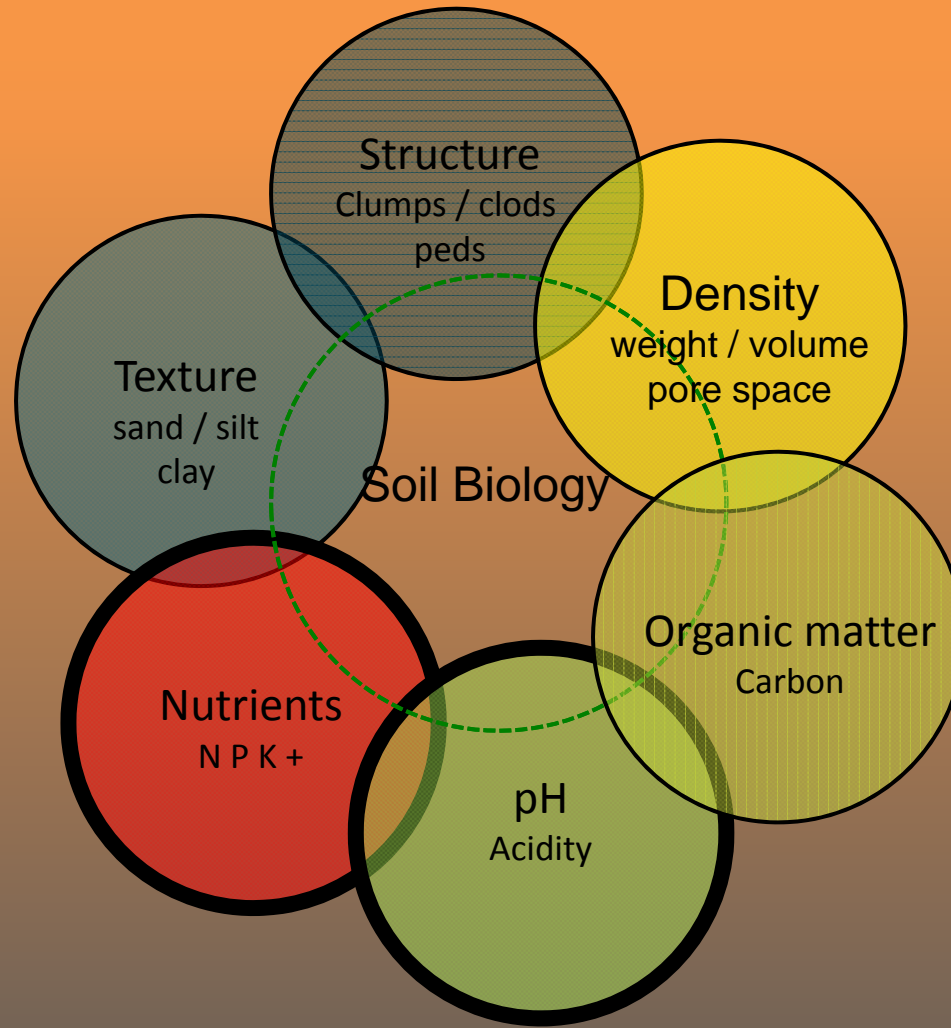 Structure
Clumps / clods
peds
Density
weight / volume
pore space
Texture
sand / silt
clay
Soil Biology
Organic matter
Carbon
Nutrients
N P K +
pH
Acidity